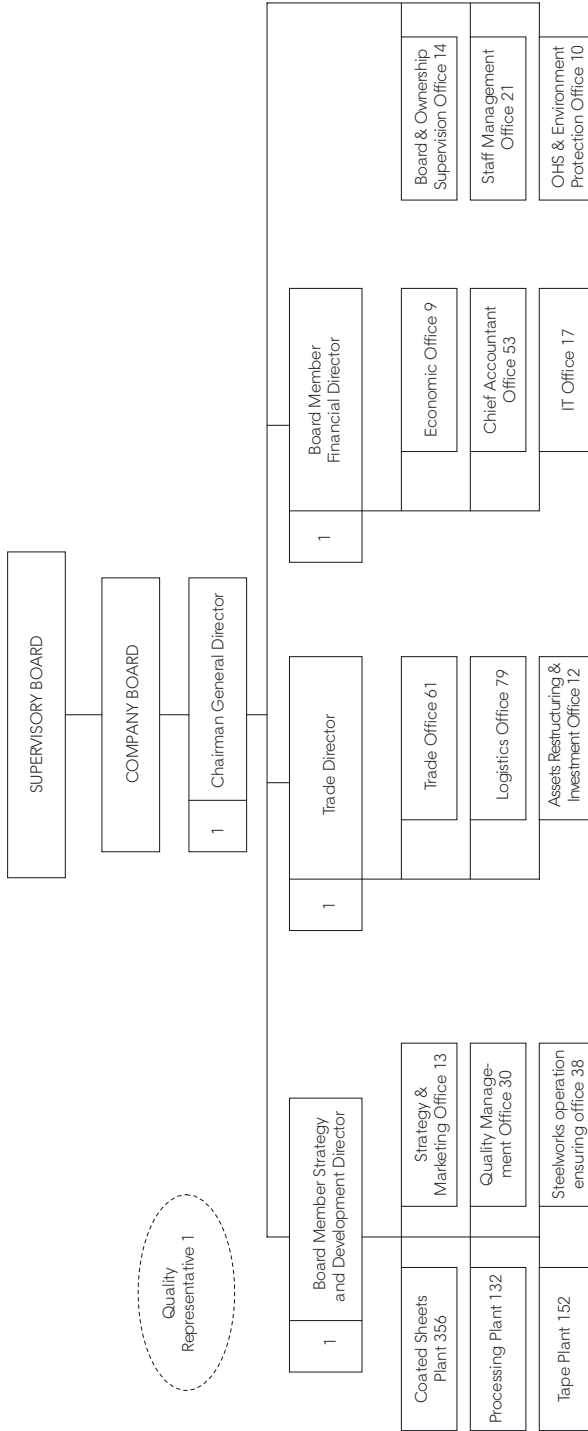 SUPERVISORY BOARD
COMPANY BOARD
1
Chairman General Director
Quality
Representative 1
1
Board Member Strategy
and Development Director
1
Trade Director
1
Board Member
Financial Director
Coated Sheets
Plant 356
Processing Plant 132
Tape Plant 152
Strategy &
Marketing Office 13
Quality Manage-
ment Office 30
Steelworks operation
ensuring office 38
Trade Office 61
Logistics Office 79
Assets Restructuring &
Investment Office 12
Economic Office 9
Chief Accountant
Office 53
IT Office 17
Board & Ownership
Supervision Office 14
Staff Management
Office 21
OHS & Environment
Protection Office 10